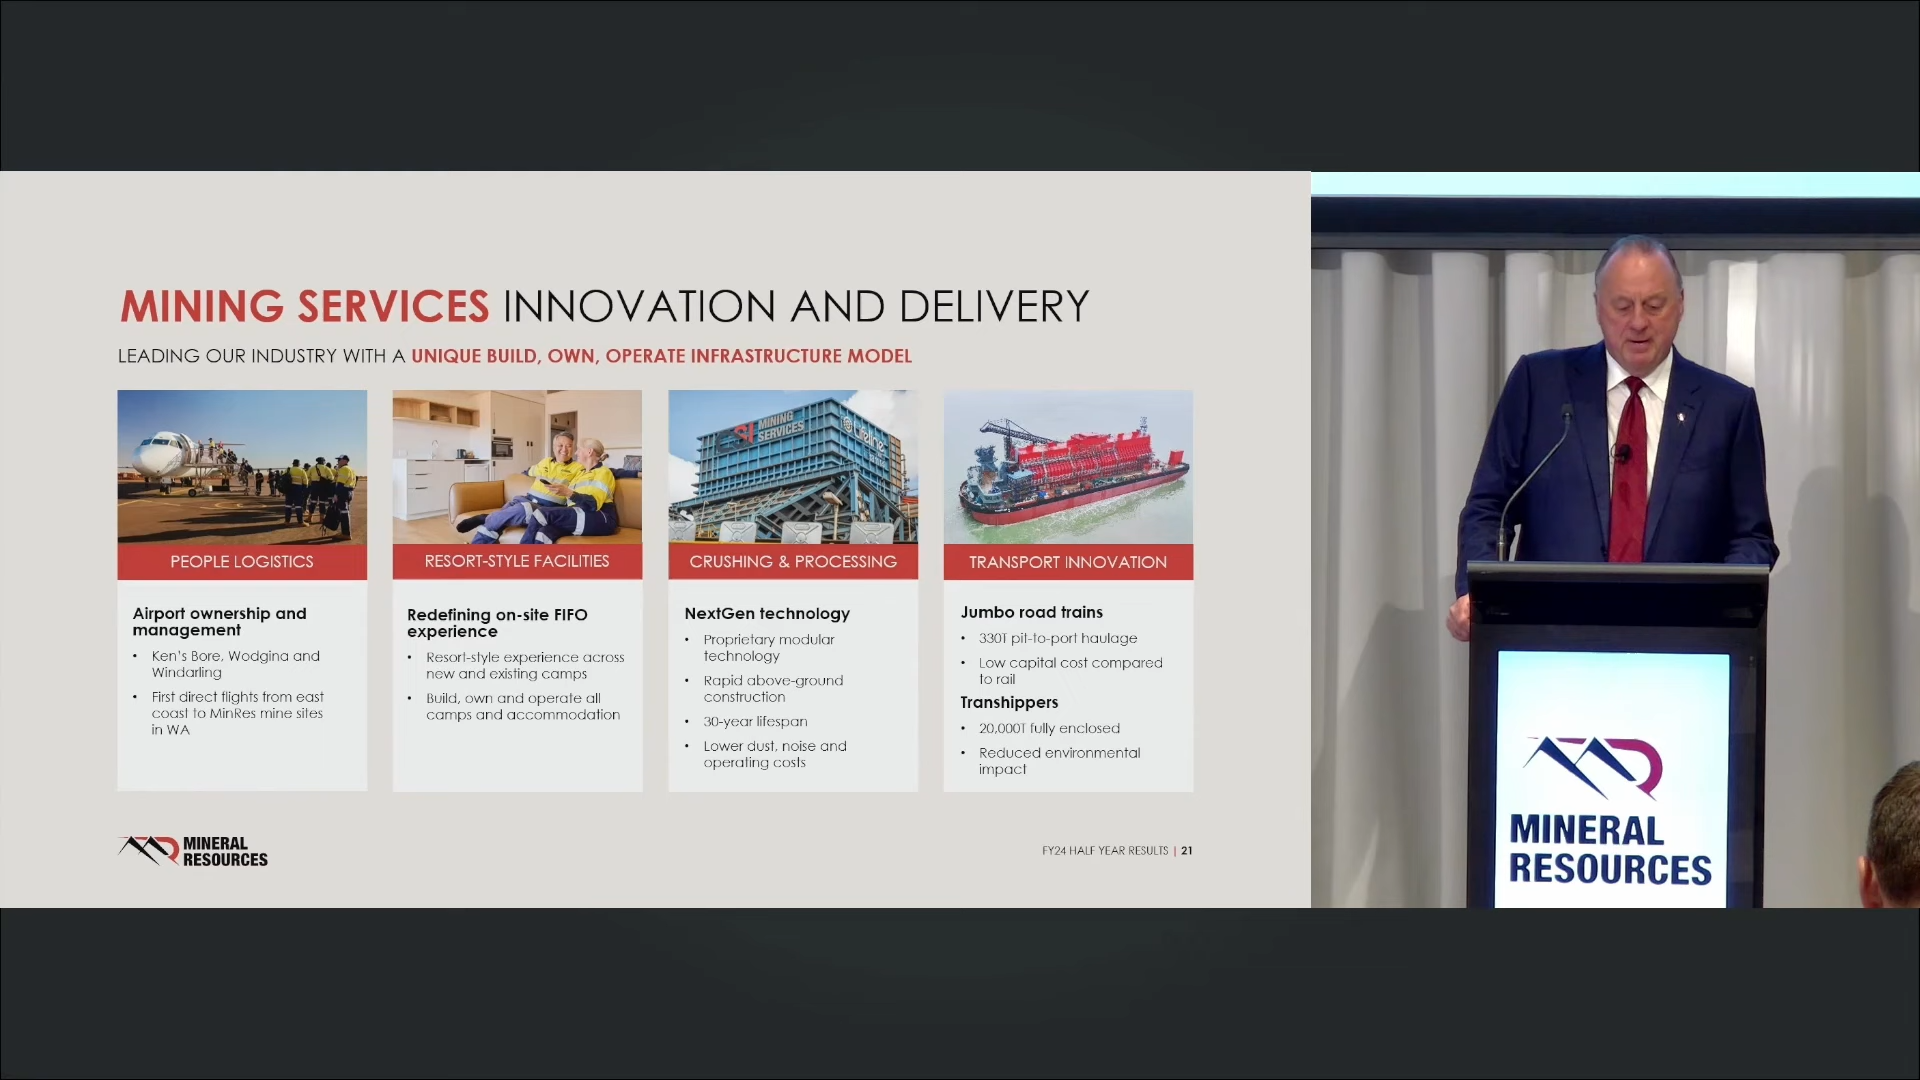 MINING SERVICES INNOVATION AND DELIVERY
LEADING OUR INDUSTRY WITH A UNIQUE BUILD, OWN, OPERATE INFRASTRUCTURE MODEL
CSI MINING SERVICES
Lifeline
PEOPLE LOGISTICS
Airport ownership and
management
• Ken's Bore, Wodgina and
Windarling
• First direct flights from east
coast to MinRes mine sites
in WA
RESORT-STYLE FACILITIES
Redefining on-site FIFO
experience
• Resort-style experience across
new and existing camps
• Build, own and operate all
camps and accommodation
CRUSHING & PROCESSING
NextGen technology
• Proprietary modular
technology
• Rapid above-ground
construction
• 30-year lifespan
• Lower dust, noise and
operating costs
TRANSPORT INNOVATION
Jumbo road trains
• 330T pit-to-port haulage
• Low capital cost compared
to rail
Transhippers
• 20,000T fully enclosed
• Reduced environmental
impact
MINERAL
RESOURCES
FY24 HALF YEAR RESULTS | 21
MINERAL
RESOURCES